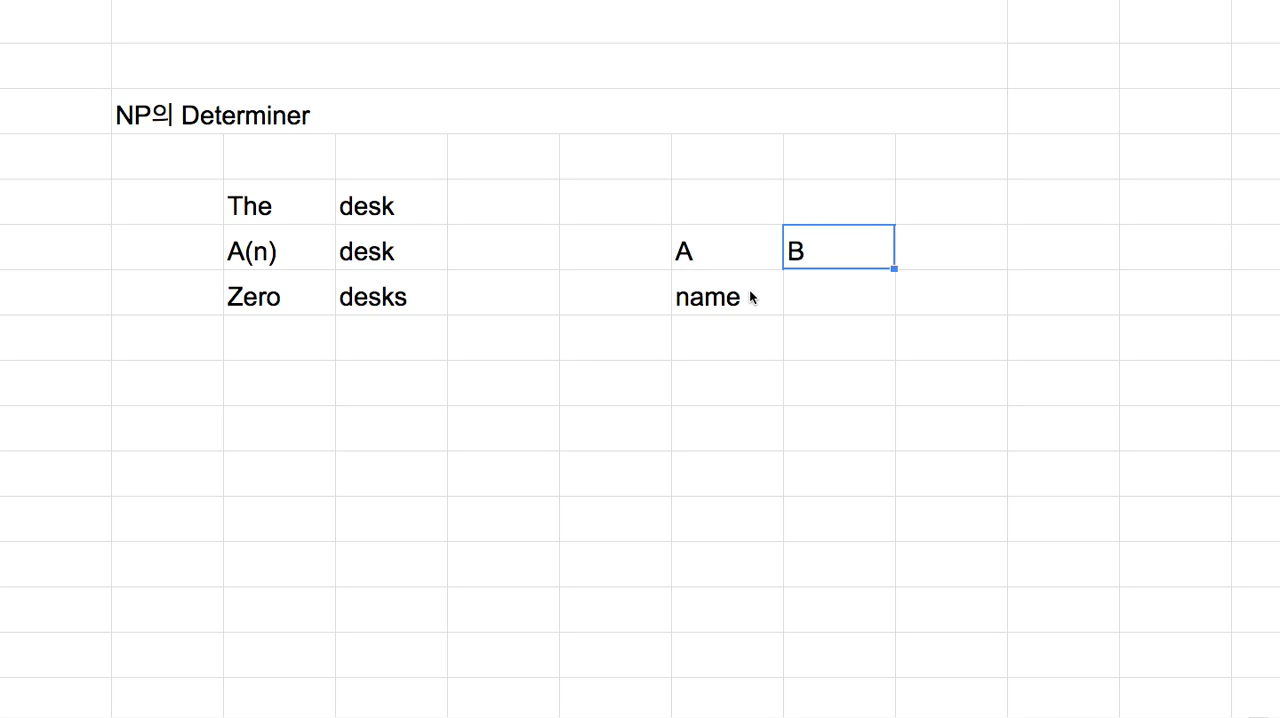 NP의 Determiner
The desk
A(n) desk A B
Zero desks name